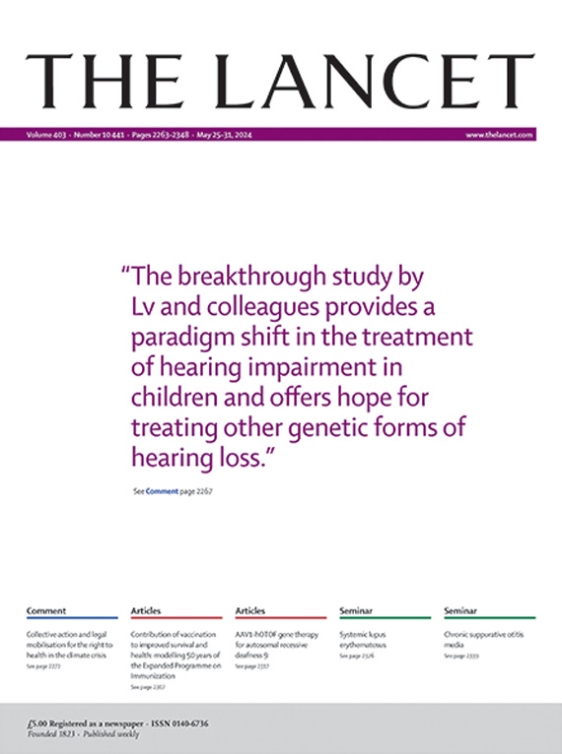 THE LANCET
Volume 403 · Number 10 441 · Pages 2263–2348 · May 25–31, 2024 www.thelancet.com
“The breakthrough study by
Lv and colleagues provides a
paradigm shift in the treatment
of hearing impairment in
children and offers hope for
treating other genetic forms of
hearing loss.”
See Comment page 2267
Comment
Collective action and legal
mobilisation for the right to
health in the climate crisis
See page 2273
Articles
Contribution of vaccination
to improved survival and
health: modelling 50 years of
the Expanded Programme on
Immunization
See page 2307
Articles
AAV1-hOTOF gene therapy
for autosomal recessive
deafness 9
See page 2317
Seminar
Systemic lupus
erythematosus
See page 2326
Seminar
Chronic suppurative otitis
media
See page 2339
£5.00 Registered as a newspaper · ISSN 0140-6736
Founded 1823 · Published weekly